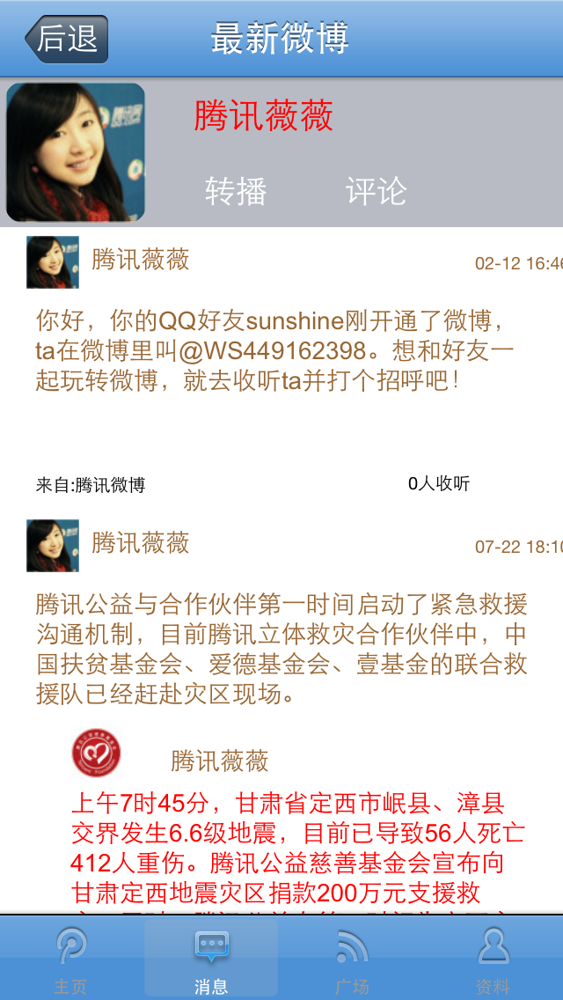 后退
最新微博
腾讯网
QQ.COM
腾讯薇薇
转播
评论
腾讯薇薇
02-12 16:46
你好，你的QQ好友sunshine刚开通了微博，
ta在微博里叫@WS449162398。想和好友一
起玩转微博，就去收听ta并打个招呼吧！
来自:腾讯微博
0人收听
腾讯薇薇
07-22 18:10
腾讯公益与合作伙伴第一时间启动了紧急救援
沟通机制，目前腾讯立体救灾合作伙伴中，中
国扶贫基金会、爱德基金会、壹基金的联合救
援队已经赶赴灾区现场。
腾讯薇薇
上午7时45分，甘肃省定西市岷县、漳县
交界发生6.6级地震，目前已导致56人死亡
412人重伤。腾讯公益慈善基金会宣布向
甘肃定西地震灾区捐款200万元支援救
主页
消息
广场
资料